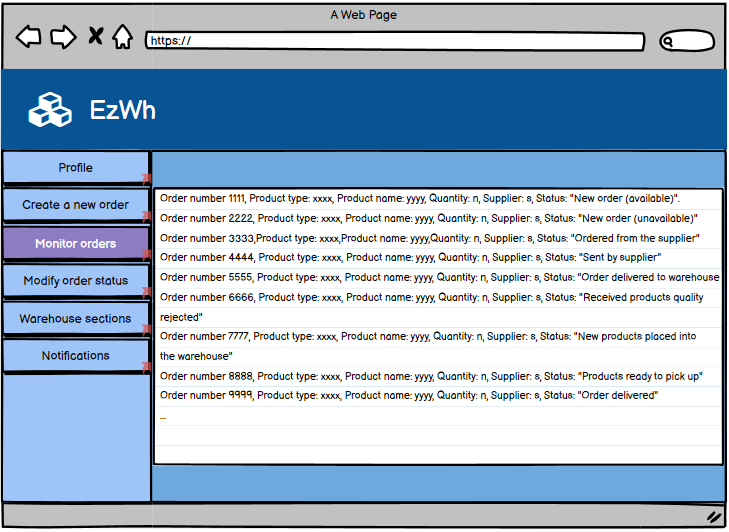 A Web Page
https://
EzWh
Profile
Create a new order
Monitor orders
Modify order status
Warehouse sections
Notifications
Order number 1111, Product type: xxxx, Product name: yyyy, Quantity: n, Supplier: s, Status: "New order (available)".
Order number 2222, Product type: xxxx, Product name: yyyy, Quantity: n, Supplier: s, Status: "New order (unavailable)"
Order number 3333,Product type: xxxx,Product name: yyyy,Quantity: n, Supplier: s, Status: "Ordered from the supplier"
Order number 4444, Product type: xxxx, Product name: yyyy, Quantity: n, Supplier: s, Status: "Sent by supplier"
Order number 5555, Product type: xxxx, Product name: yyyy, Quantity: n, Supplier: s, Status: "Order delivered to warehouse
Order number 6666, Product type: xxxx, Product name: yyyy, Quantity: n, Supplier: s, Status: "Received products quality
rejected"
Order number 7777, Product type: xxxx, Product name: yyyy, Quantity: n, Supplier: s, Status: "New products placed into
the warehouse"
Order number 8888, Product type: xxxx, Product name: yyyy, Quantity: n, Supplier: s, Status: "Products ready to pick up"
Order number 9999, Product type: xxxx, Product name: yyyy, Quantity: n, Supplier: s, Status: "Order delivered"
...